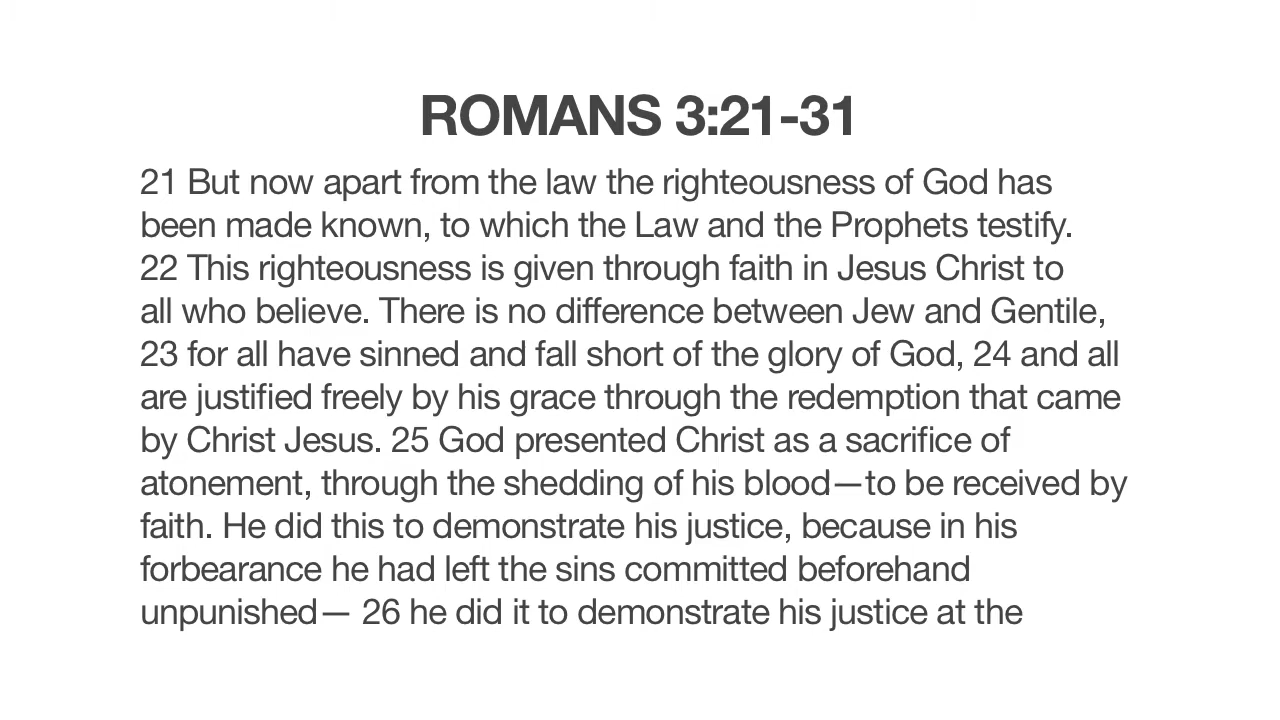 ROMANS 3:21-31
21 But now apart from the law the righteousness of God has
been made known, to which the Law and the Prophets testify.
22 This righteousness is given through faith in Jesus Christ to
all who believe. There is no difference between Jew and Gentile,
23 for all have sinned and fall short of the glory of God, 24 and all
are justified freely by his grace through the redemption that came
by Christ Jesus. 25 God presented Christ as a sacrifice of
atonement, through the shedding of his blood—to be received by
faith. He did this to demonstrate his justice, because in his
forbearance he had left the sins committed beforehand
unpunished— 26 he did it to demonstrate his justice at the